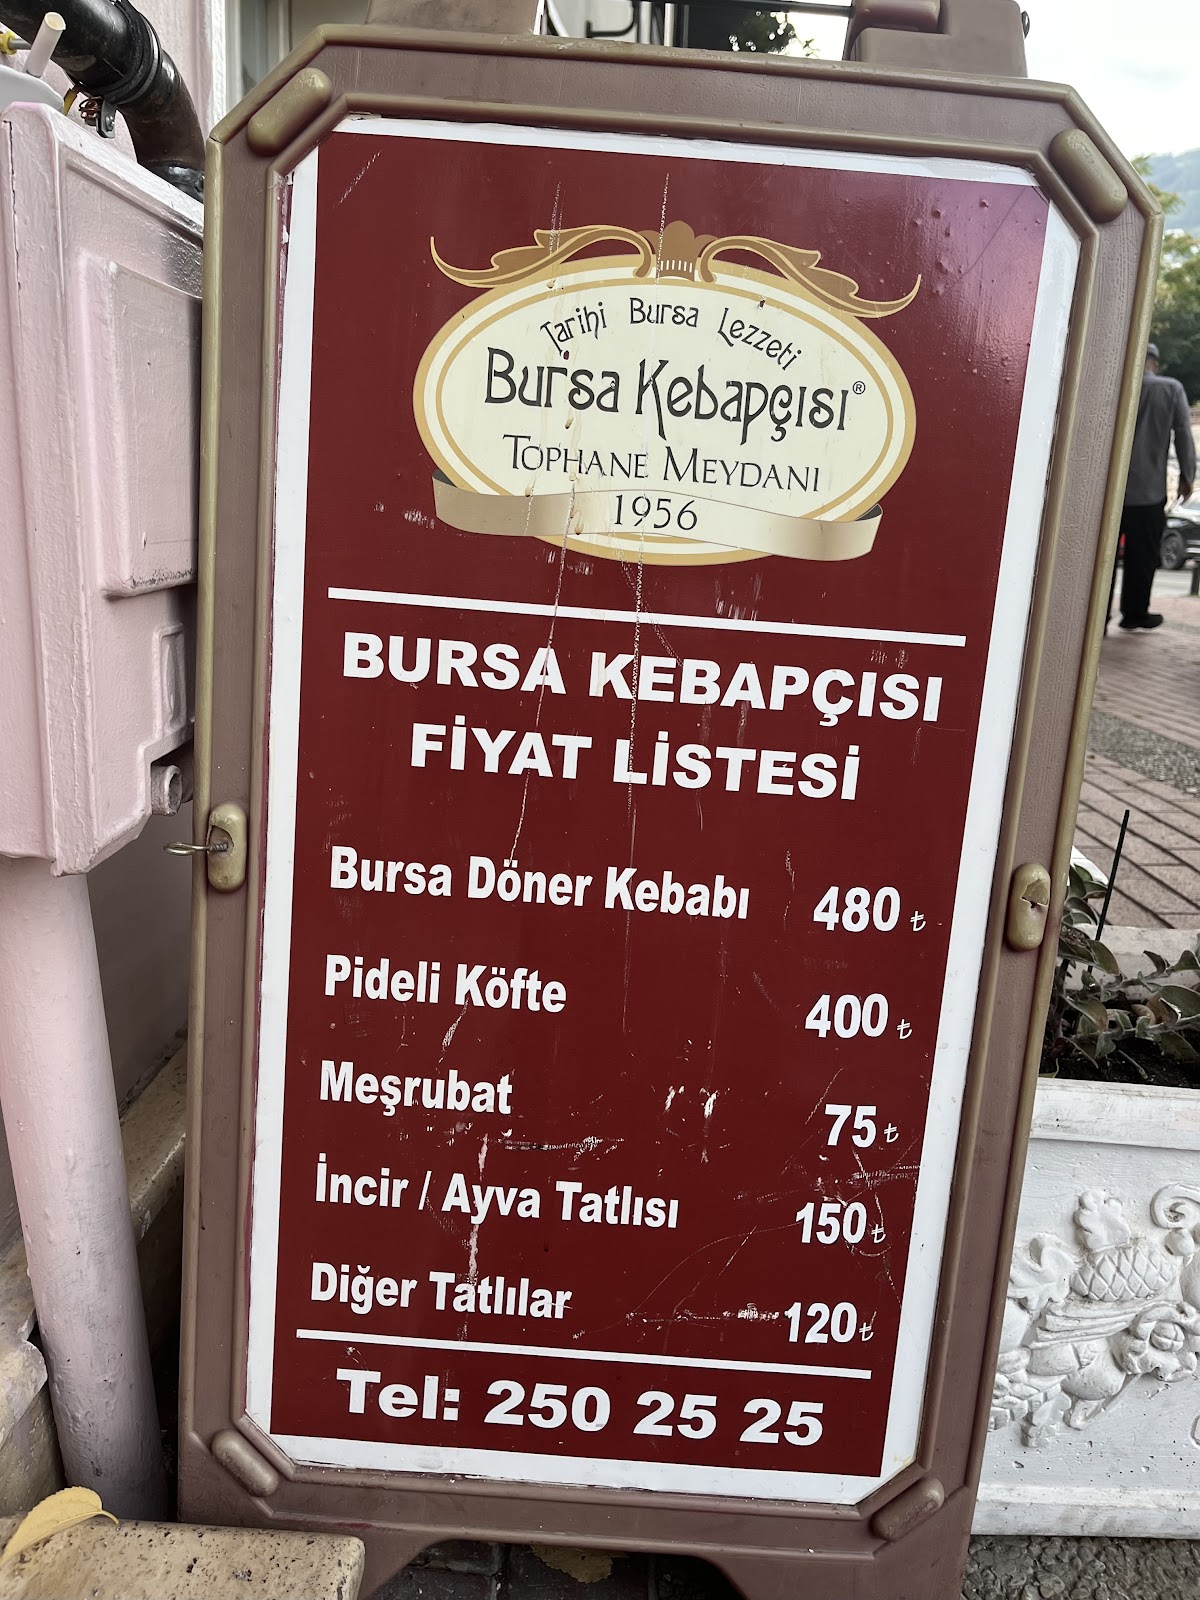 Tarihi Bursa Lezzeti
Bursa Kebapçısı®
TOPHANE MEYDANI
1956
BURSA KEBAPÇISI
FİYAT LİSTESİ
Bursa Döner Kebabı 480 ₺
Pideli Köfte 400 ₺
Meşrubat 75 ₺
İncir / Ayva Tatlısı 150 ₺
Diğer Tatlılar 120 ₺
Tel: 250 25 25